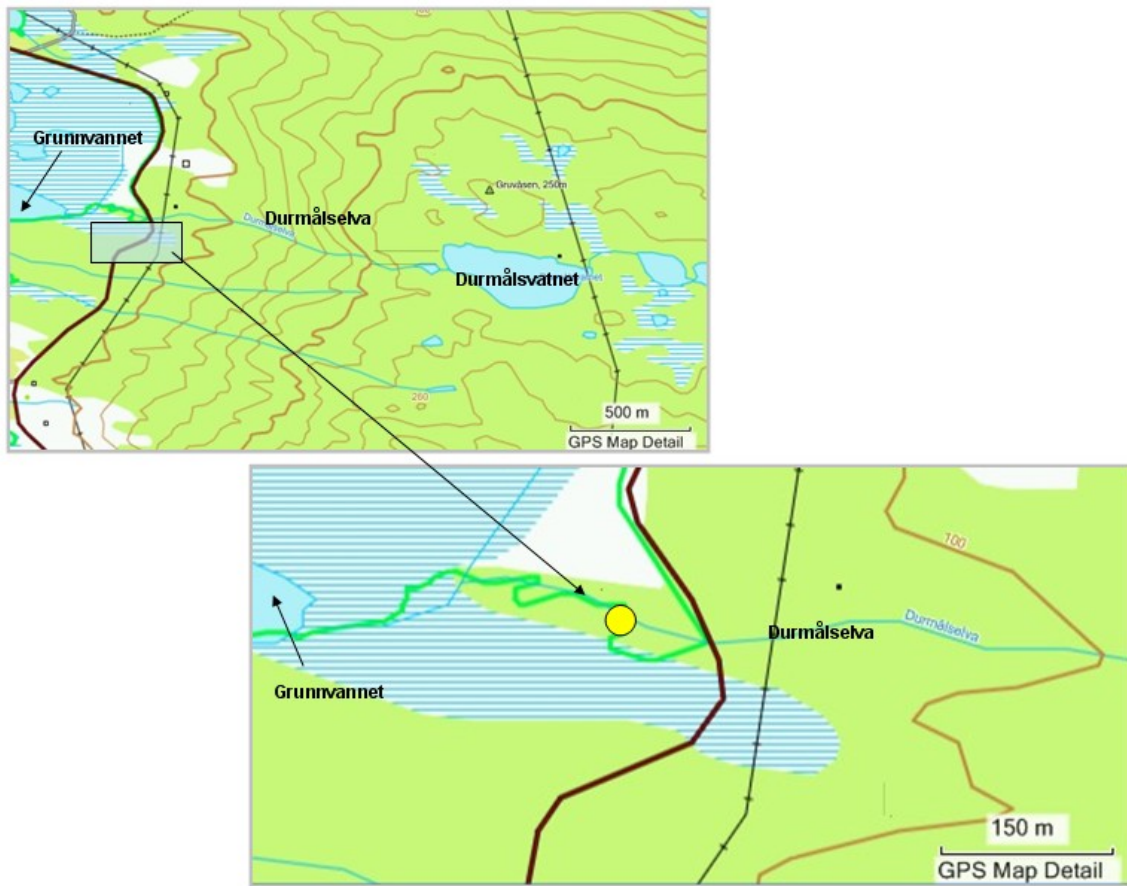 Grunnvannet
Durmålselva
Durmålselva
Gruvåsen, 250m
Durmålsvatnet
260
500 m
GPS Map Detail
100
Durmålselva
Durmålselva
Grunnvannet
150 m
GPS Map Detail